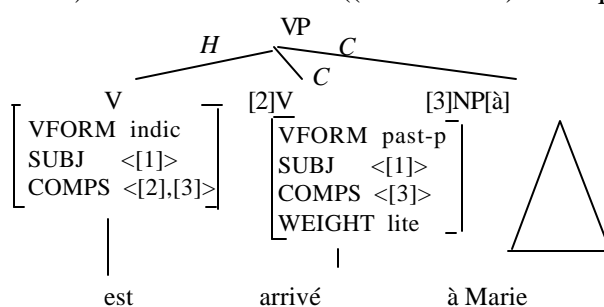 VP
H C
C
V [2]V [3]NP[à]
VFORM indic
SUBJ <[1]>
COMPS <[2],[3]>
VFORM past-p
SUBJ <[1]>
COMPS <[3]>
WEIGHT lite
est arrivé à Marie